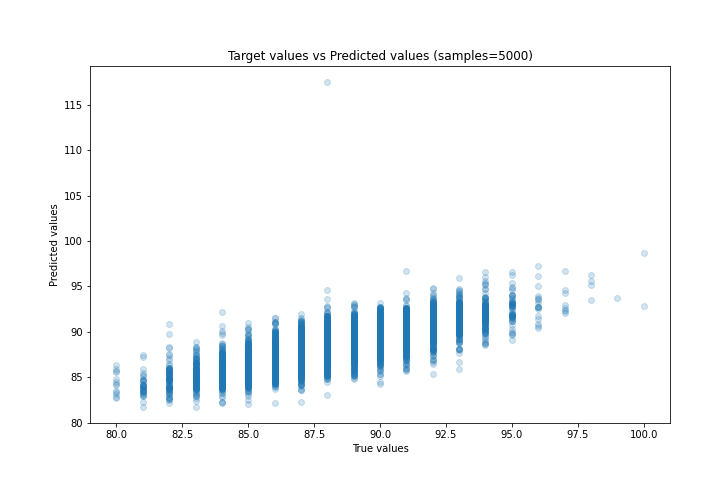 Target values vs Predicted values (samples=5000)
Predicted values
115
110
105
100
95
90
85
80
80.0 82.5 85.0 87.5 90.0 92.5 95.0 97.5 100.0
True values